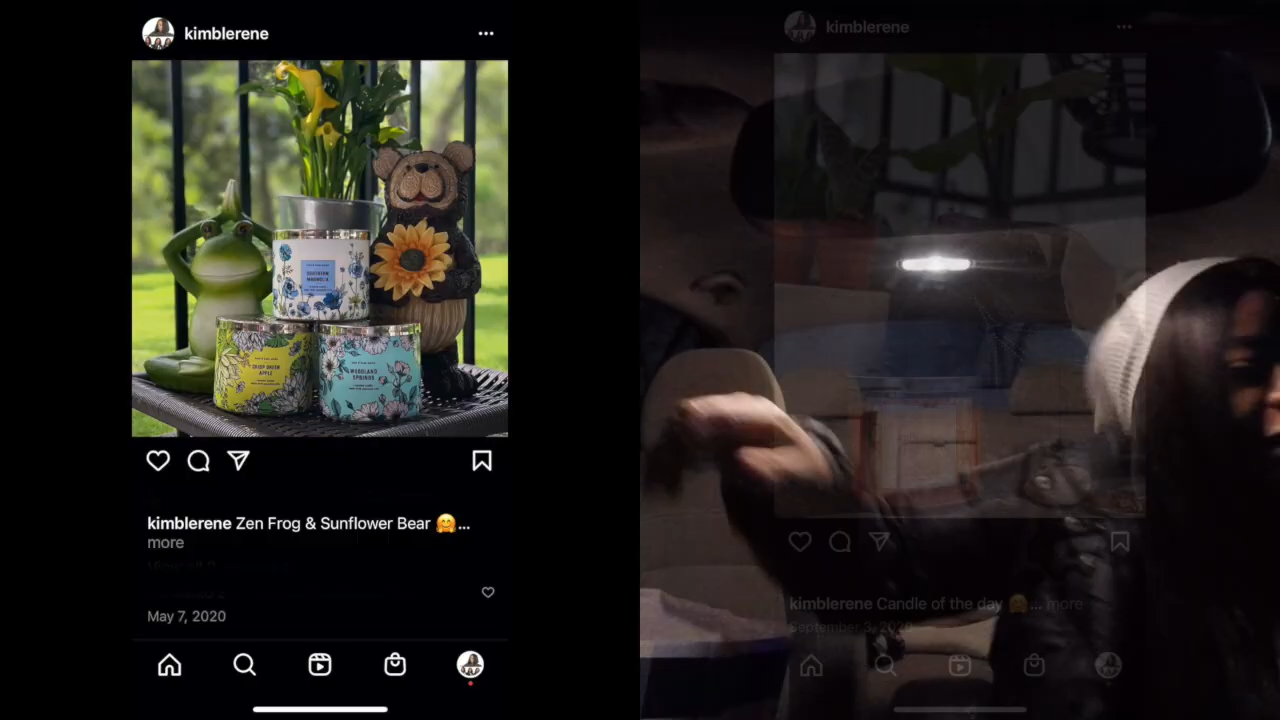 kimblerene
SOUTHERN
MAGNOLIA
CRISP GREEN
APPLE
WOODLAND
SPRINGS
kimblerene Zen Frog & Sunflower Bear 🤗...
more
May 7, 2020
kimblerene
kimblerene Candle of the day 🤗... more
September 3, 2020